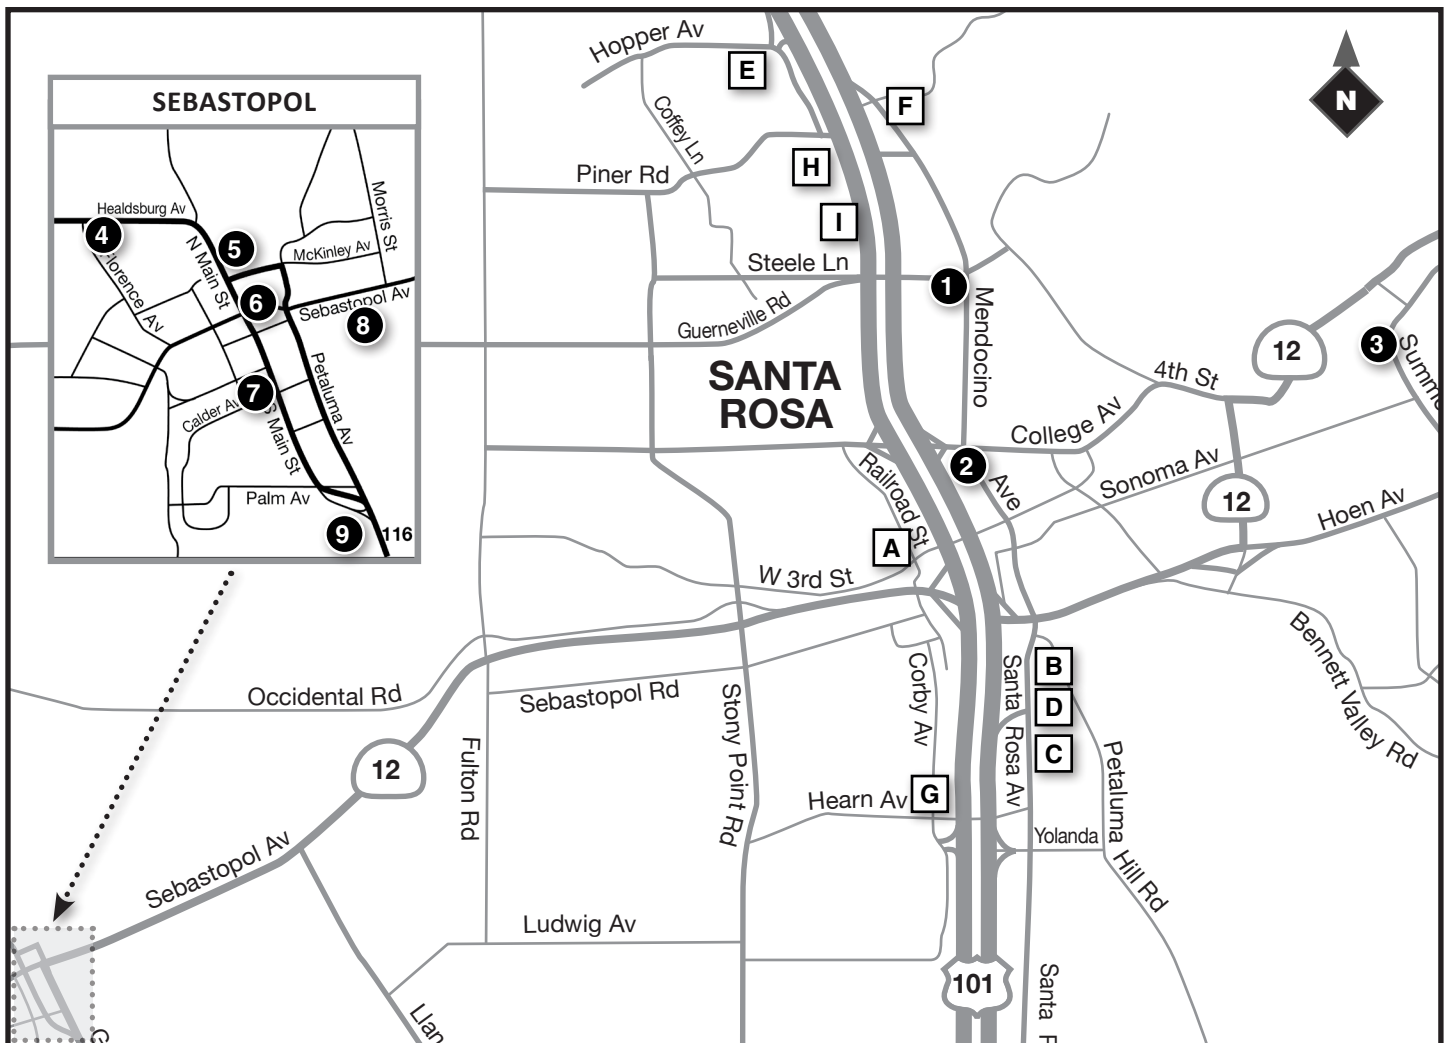 Hopper Av
E
N
SEBASTOPOL
Coffey Ln
F
Piner Rd
H
I
Healdsburg Av
4
5
Morris St
McKinley Av
N Main St
Florence Av
6
Sebastopol Av
8
Steele Ln
1
Mendocino Ave
Guerneville Rd
12
3
SANTA
ROSA
4th St
Petaluma Av
7
Calder Av
S Main St
College Av
2
Railroad St
Sonoma Av
12
Hoen Av
Palm Av
9
116
A
W 3rd St
Bennett Valley Rd
Occidental Rd
Sebastopol Rd
Stony Point Rd
Corby Av
Santa Rosa Av
B
D
C
12
Fulton Rd
Hearn Av
G
Petaluma Hill Rd
Yolanda
Sebastopol Av
Ludwig Av
101
Santa